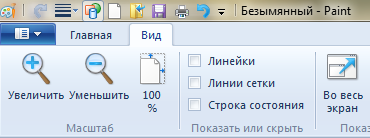 Безымянный - Paint
Главная
Вид
Увеличить
Уменьшить
100
%
Линейки
Линии сетки
Строка состояния
Во весь
экран
Масштаб
Показать или скрыть